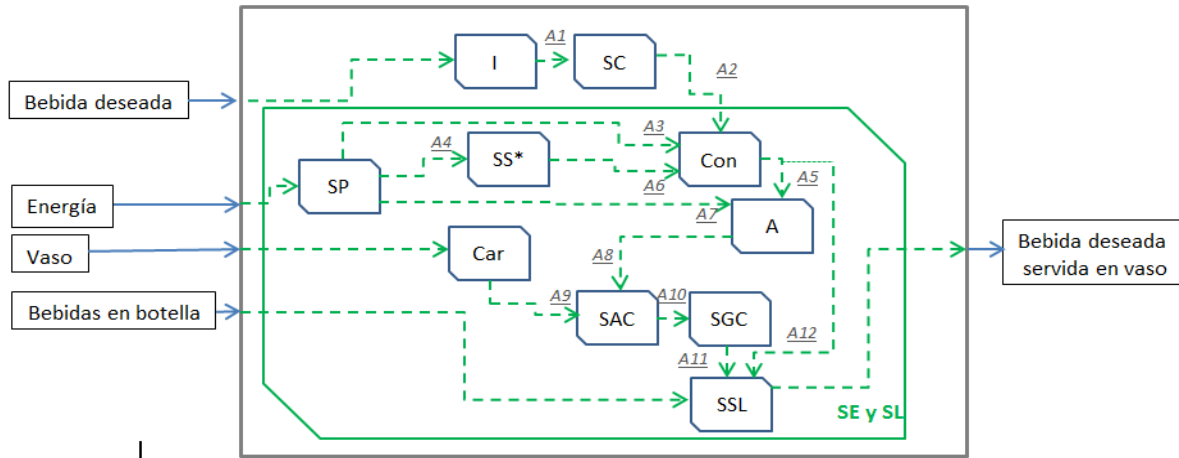 I
A1
SC
A2
Bebida deseada
A3
A4
SS*
Con
SP
A6
A5
Energía
A7
A
Vaso
Car
A8
Bebida deseada
servida en vaso
Bebidas en botella
A9
SAC
A10
SGC
A12
A11
SSL
SE y SL